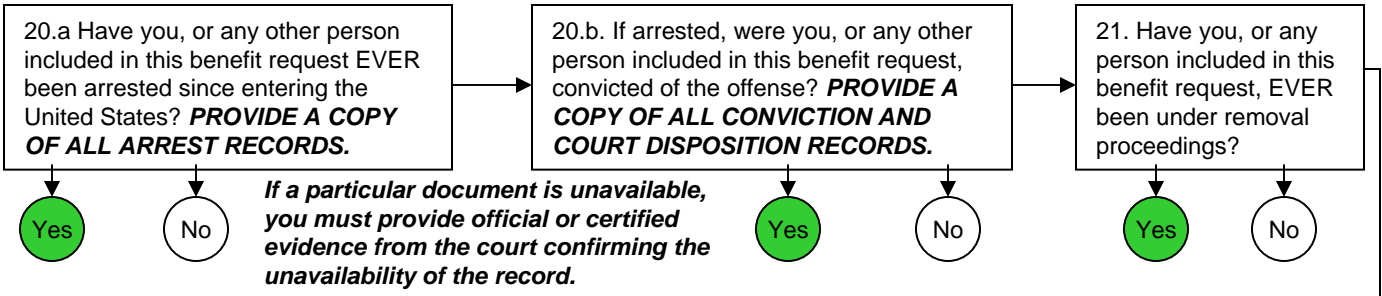 20.a Have you, or any other person
included in this benefit request EVER
been arrested since entering the
United States? PROVIDE A COPY
OF ALL ARREST RECORDS.
20.b. If arrested, were you, or any other
person included in this benefit request,
convicted of the offense? PROVIDE A
COPY OF ALL CONVICTION AND
COURT DISPOSITION RECORDS.
21. Have you, or any
person included in this
benefit request, EVER
been under removal
proceedings?
Yes
No
If a particular document is unavailable,
you must provide official or certified
evidence from the court confirming the
unavailability of the record.
Yes
No
Yes
No